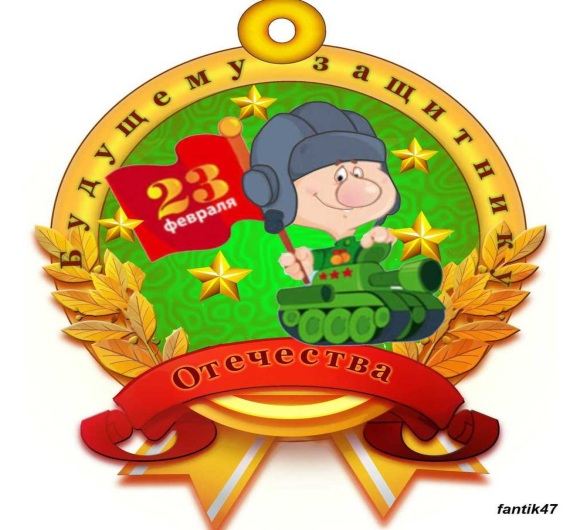 Будущему защитнику
23
февраля
Отечества
fantik47